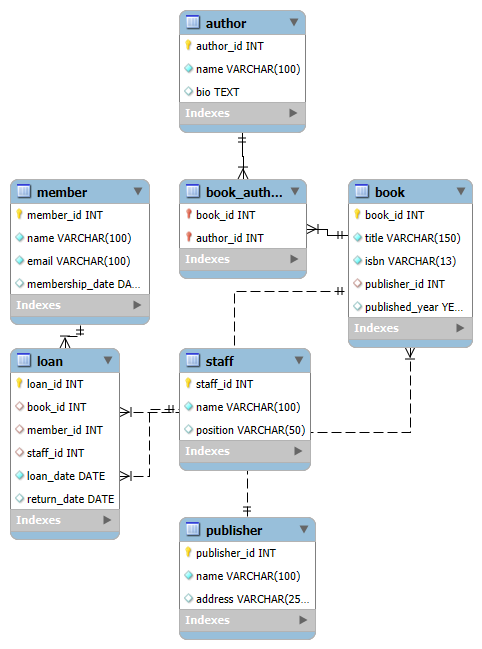 author
author_id INT
name VARCHAR(100)
bio TEXT
Indexes
member
member_id INT
name VARCHAR(100)
email VARCHAR(100)
membership_date DA...
Indexes
book_auth...
book_id INT
author_id INT
Indexes
book
book_id INT
title VARCHAR(150)
isbn VARCHAR(13)
publisher_id INT
published_year YE...
Indexes
loan
loan_id INT
book_id INT
member_id INT
staff_id INT
loan_date DATE
return_date DATE
Indexes
staff
staff_id INT
name VARCHAR(100)
position VARCHAR(50)
Indexes
publisher
publisher_id INT
name VARCHAR(100)
address VARCHAR(25...
Indexes